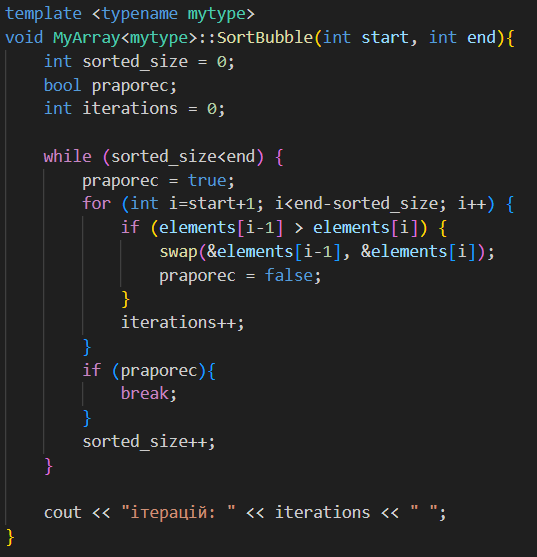 template <typename mytype>
void MyArray<mytype>::SortBubble(int start, int end){
    int sorted_size = 0;
    bool praporec;
    int iterations = 0;

    while (sorted_size<end) {
        praporec = true;
        for (int i=start+1; i<end-sorted_size; i++) {
            if (elements[i-1] > elements[i]) {
                swap(&elements[i-1], &elements[i]);
                praporec = false;
            }
            iterations++;
        }
        if (praporec){
            break;
        }
        sorted_size++;
    }

    cout << "ітерацій: " << iterations << " ";
}